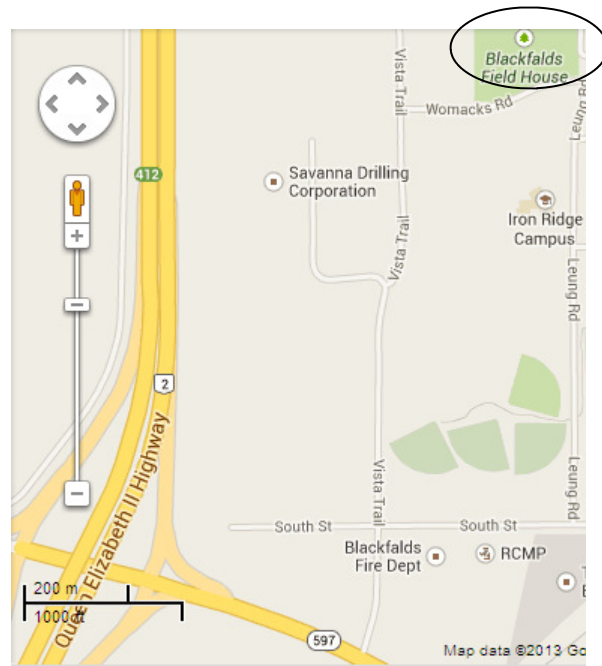 Blackfalds
Field House
Vista Trail
Womacks Rd
Leung Rd
412
Savanna Drilling
Corporation
Iron Ridge
Campus
Vista Trail
Leung Rd
2
Queen Elizabeth II Highway
Vista Trail
Leung Rd
South St
South St
Blackfalds
Fire Dept
RCMP
200 m
1000 ft
597
Map data ©2013